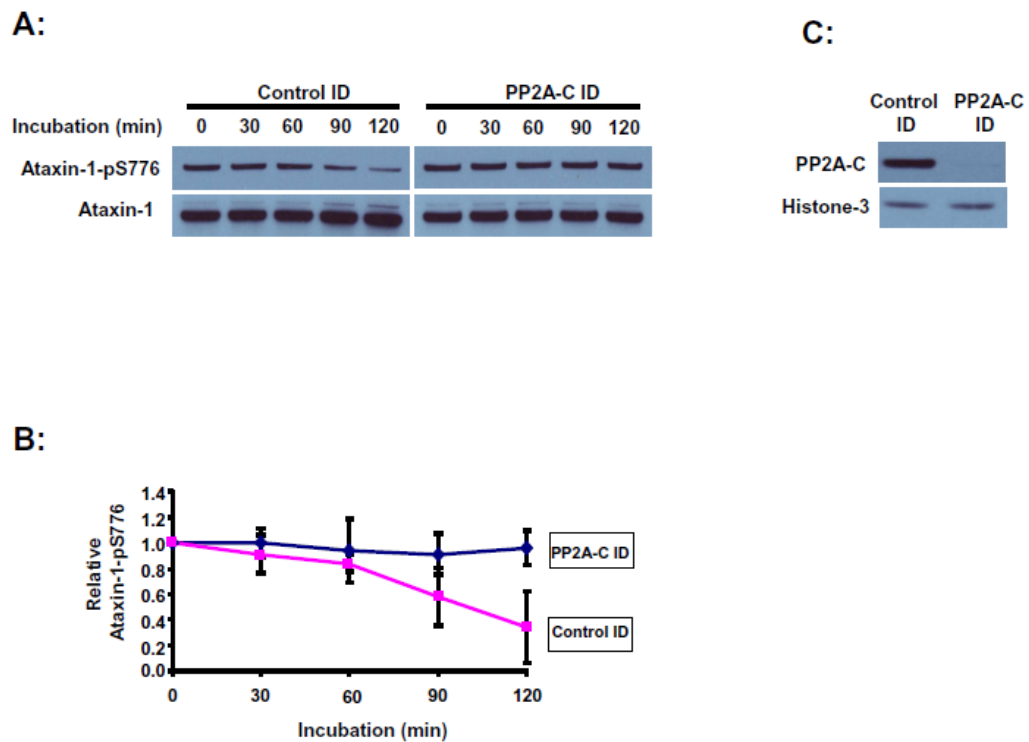 A:
Control ID PP2A-C ID
Incubation (min) 0 30 60 90 120 0 30 60 90 120
Ataxin-1-pS776
Ataxin-1
C:
Control ID PP2A-C ID
PP2A-C
Histone-3
B:
Relative Ataxin-1-pS776
1.4
1.2
1.0
0.8
0.6
0.4
0.2
0.0
PP2A-C ID
Control ID
0 30 60 90 120
Incubation (min)